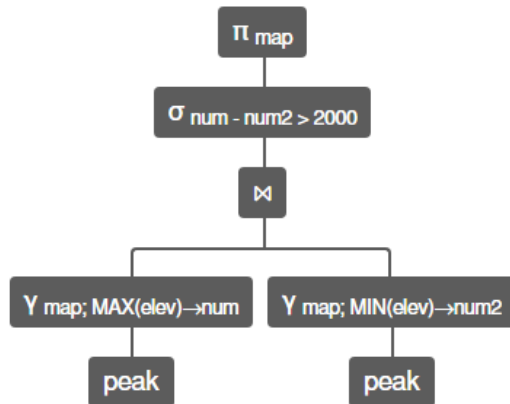 π map
σ num - num2 > 2000
⋈
γ map; MAX(elev)→num
γ map; MIN(elev)→num2
peak
peak